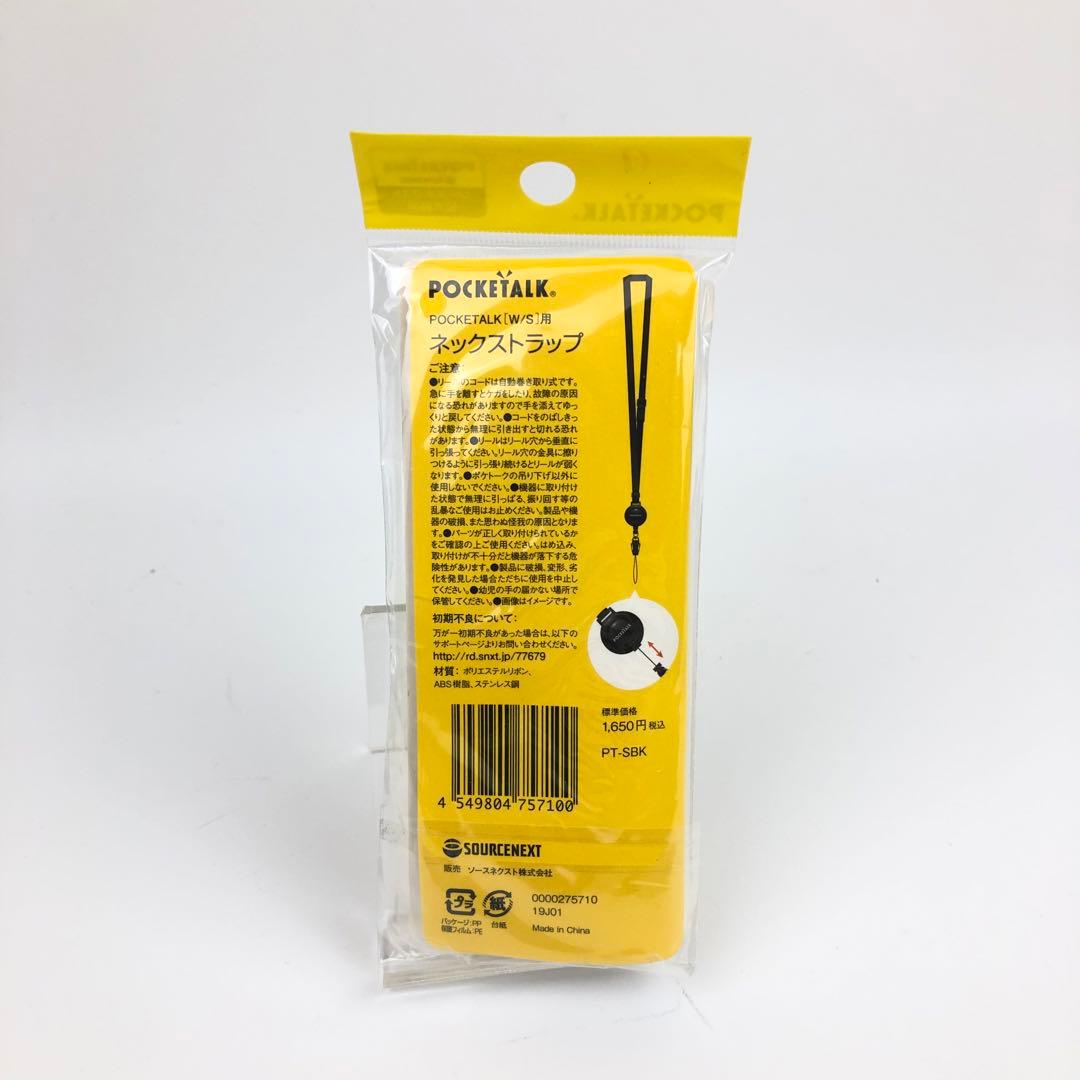 POCKETALK®
POCKETALK[W/S]用
ネックストラップ
ご注意:
●リールのコードは自動巻き取り式です。
急に手を離すとケガをしたり、故障の原因
になる恐れがありますので手を添えてゆっ
くりと戻してください。●コードをのばしきっ
た状態から無理に引き出すと切れる恐れ
があります。●リールはリール穴から垂直に
引っ張ってください。リール穴の金具に擦り
つけるように引っ張り続けるとリールが弱く
なります。●ポケトークの吊り下げ以外に
使用しないでください。●機器に取り付け
た状態で無理に引っぱる、振り回す等の
乱暴なご使用はお止めください。製品や機
器の破損、また思わぬ怪我の原因となりま
す。●パーツが正しく取り付けられているか
をご確認の上ご使用ください。はめ込み、
取り付けが不十分だと機器が落下する危
険性があります。●製品に破損、変形、劣
化を発見した場合ただちに使用を中止し
てください。●幼児の手の届かない場所で
保管してください。●画像はイメージです。
初期不良について:
万が一初期不良があった場合は、以下の
サポートページよりお問い合わせください。
http://rd.snxt.jp/77679
材質: ポリエステルリボン、
ABS樹脂、ステンレス鋼
POCKETALK
標準価格
1,650円税込
PT-SBK
4 549804 757100
SOURCENEXT
販売 ソースネクスト株式会社
プラ
紙
パッケージ:PP
保護フィルム:PE
台紙
0000275710
19J01
Made in China
POCKETALK®